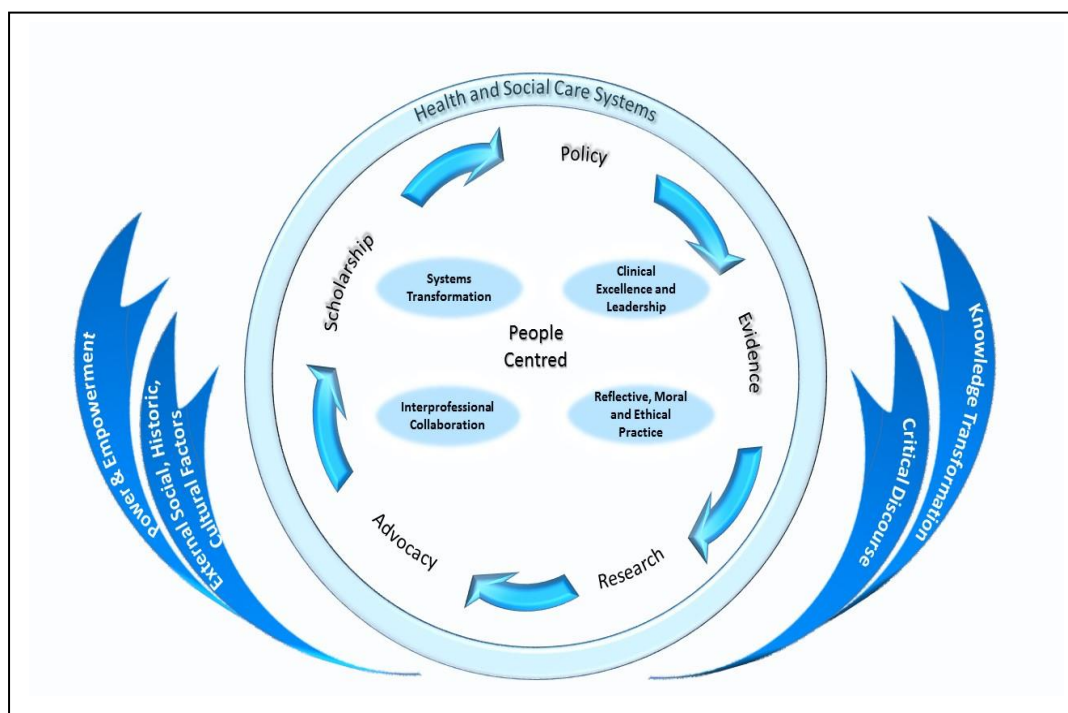 Health and Social Care Systems
Policy
Evidence
Research
Advocacy
Scholarship
Systems
Transformation
Clinical
Excellence and
Leadership
People
Centred
Interprofessional
Collaboration
Reflective, Moral
and Ethical
Practice
Power & Empowerment
External Social, Historic,
Cultural Factors
Critical Discourse
Knowledge Transformation